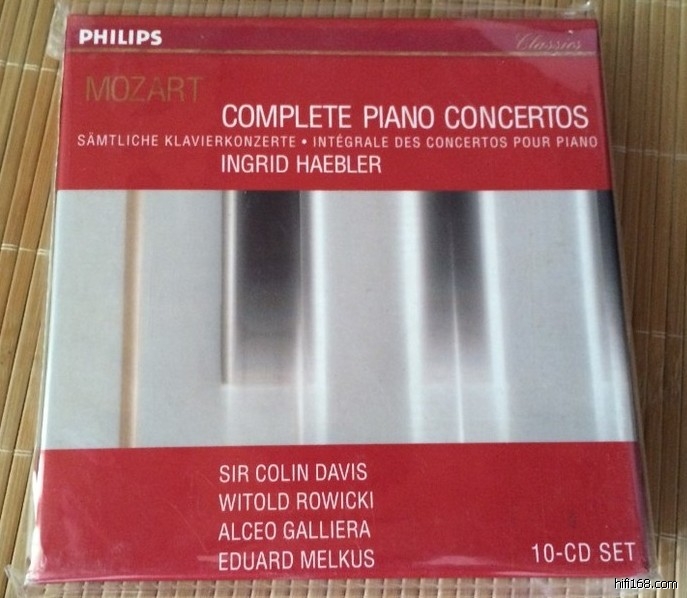 PHILIPS
Classics
MOZART
COMPLETE PIANO CONCERTOS
SÄMTLICHE KLAVIERKONZERTE • INTÉGRALE DES CONCERTOS POUR PIANO
INGRID HAEBLER
SIR COLIN DAVIS
WITOLD ROWICKI
ALCEO GALLIERA
EDUARD MELKUS
10-CD SET
hifi168.com